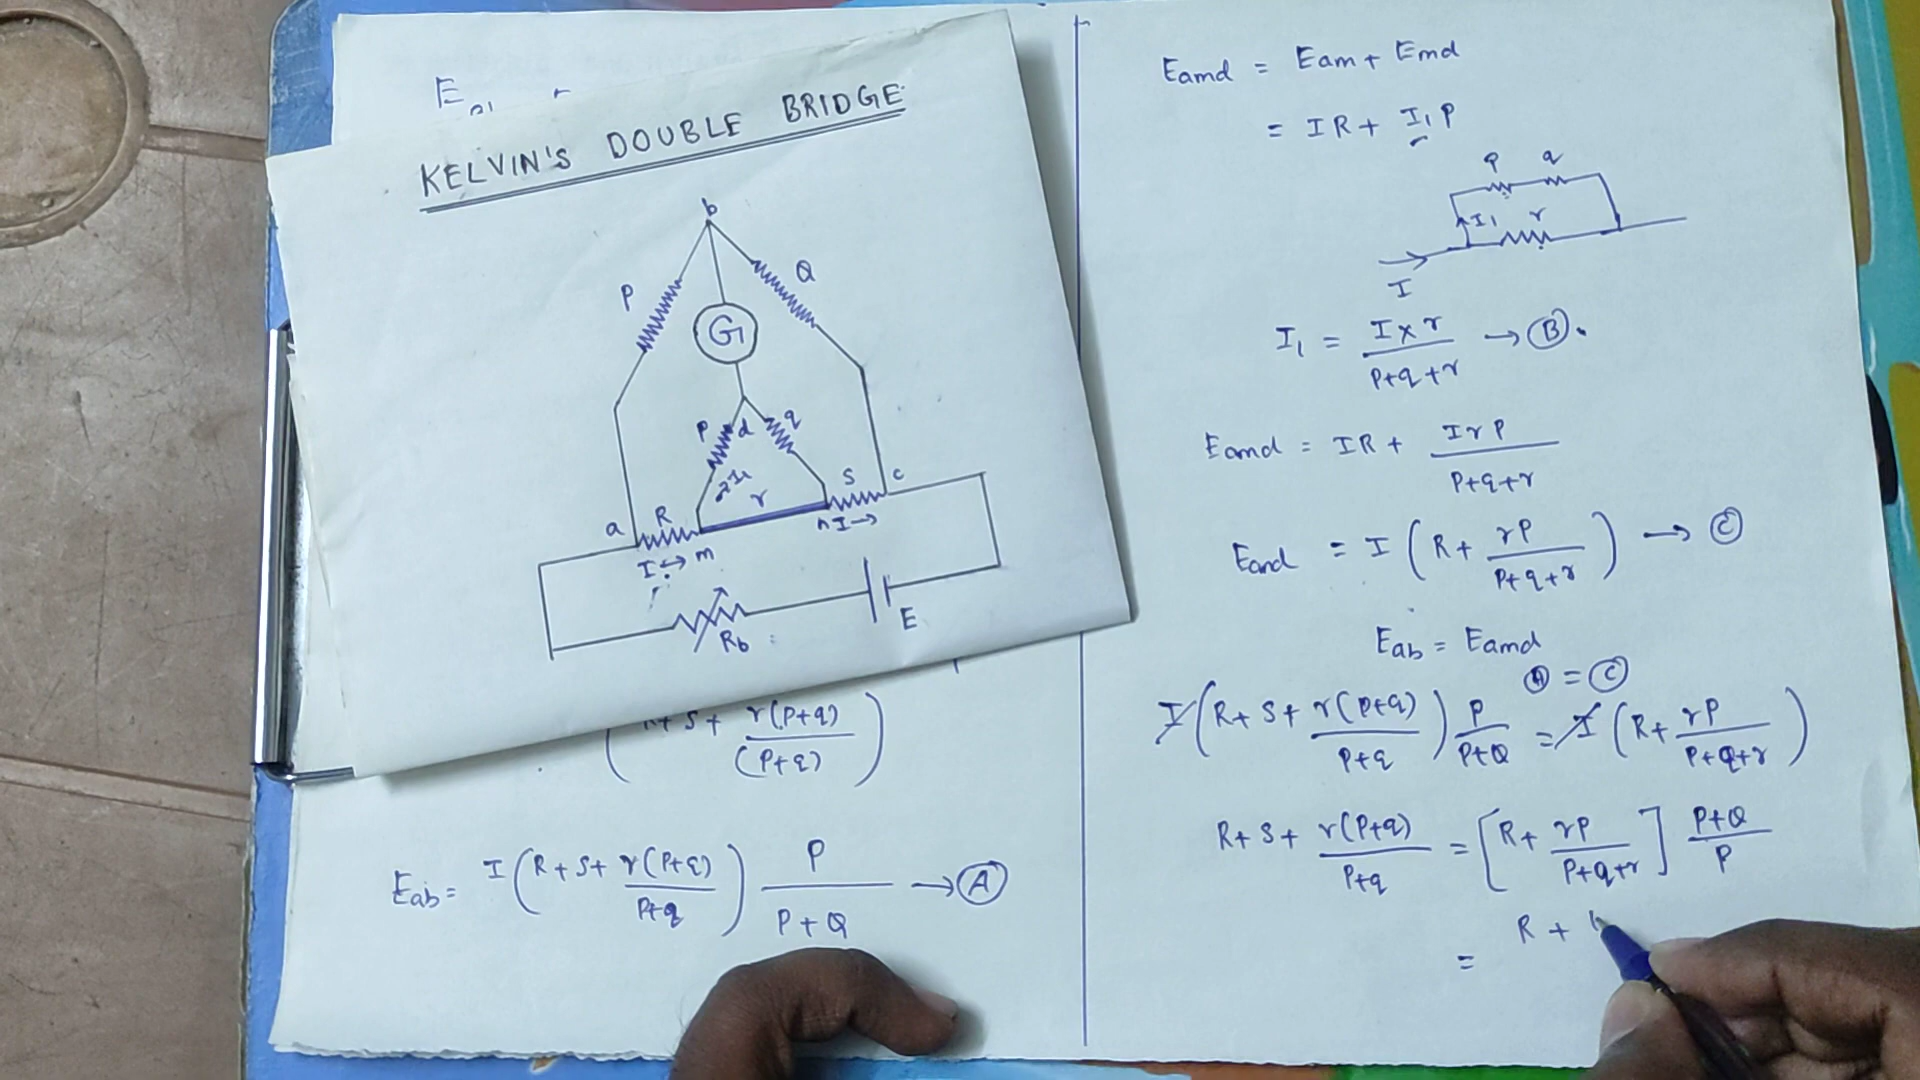 KELVIN'S DOUBLE BRIDGE
b
P
Q
G
p d q
I1
r
S c
a R
n I→
I → m
Rb
E
R + S + r(p+q)
(p+q)
Eab = I ( R + S + r(p+q) / p+q ) P / P + Q → (A)
Eamd = Eam + Emd
= IR + I1 P
p q
I1 r
I
I1 = I × r / p+q+r → (B).
Eamd = IR + I r P / p+q+r
Eamd = I ( R + rP / p+q+r ) → (C)
Eab = Eamd
(A) = (C)
I ( R + S + r(p+q) / p+q ) P / P+Q = I ( R + rP / P+Q+r )
R + S + r(p+q) / p+q = [ R + rp / p+q+r ] P+Q / P
= R +